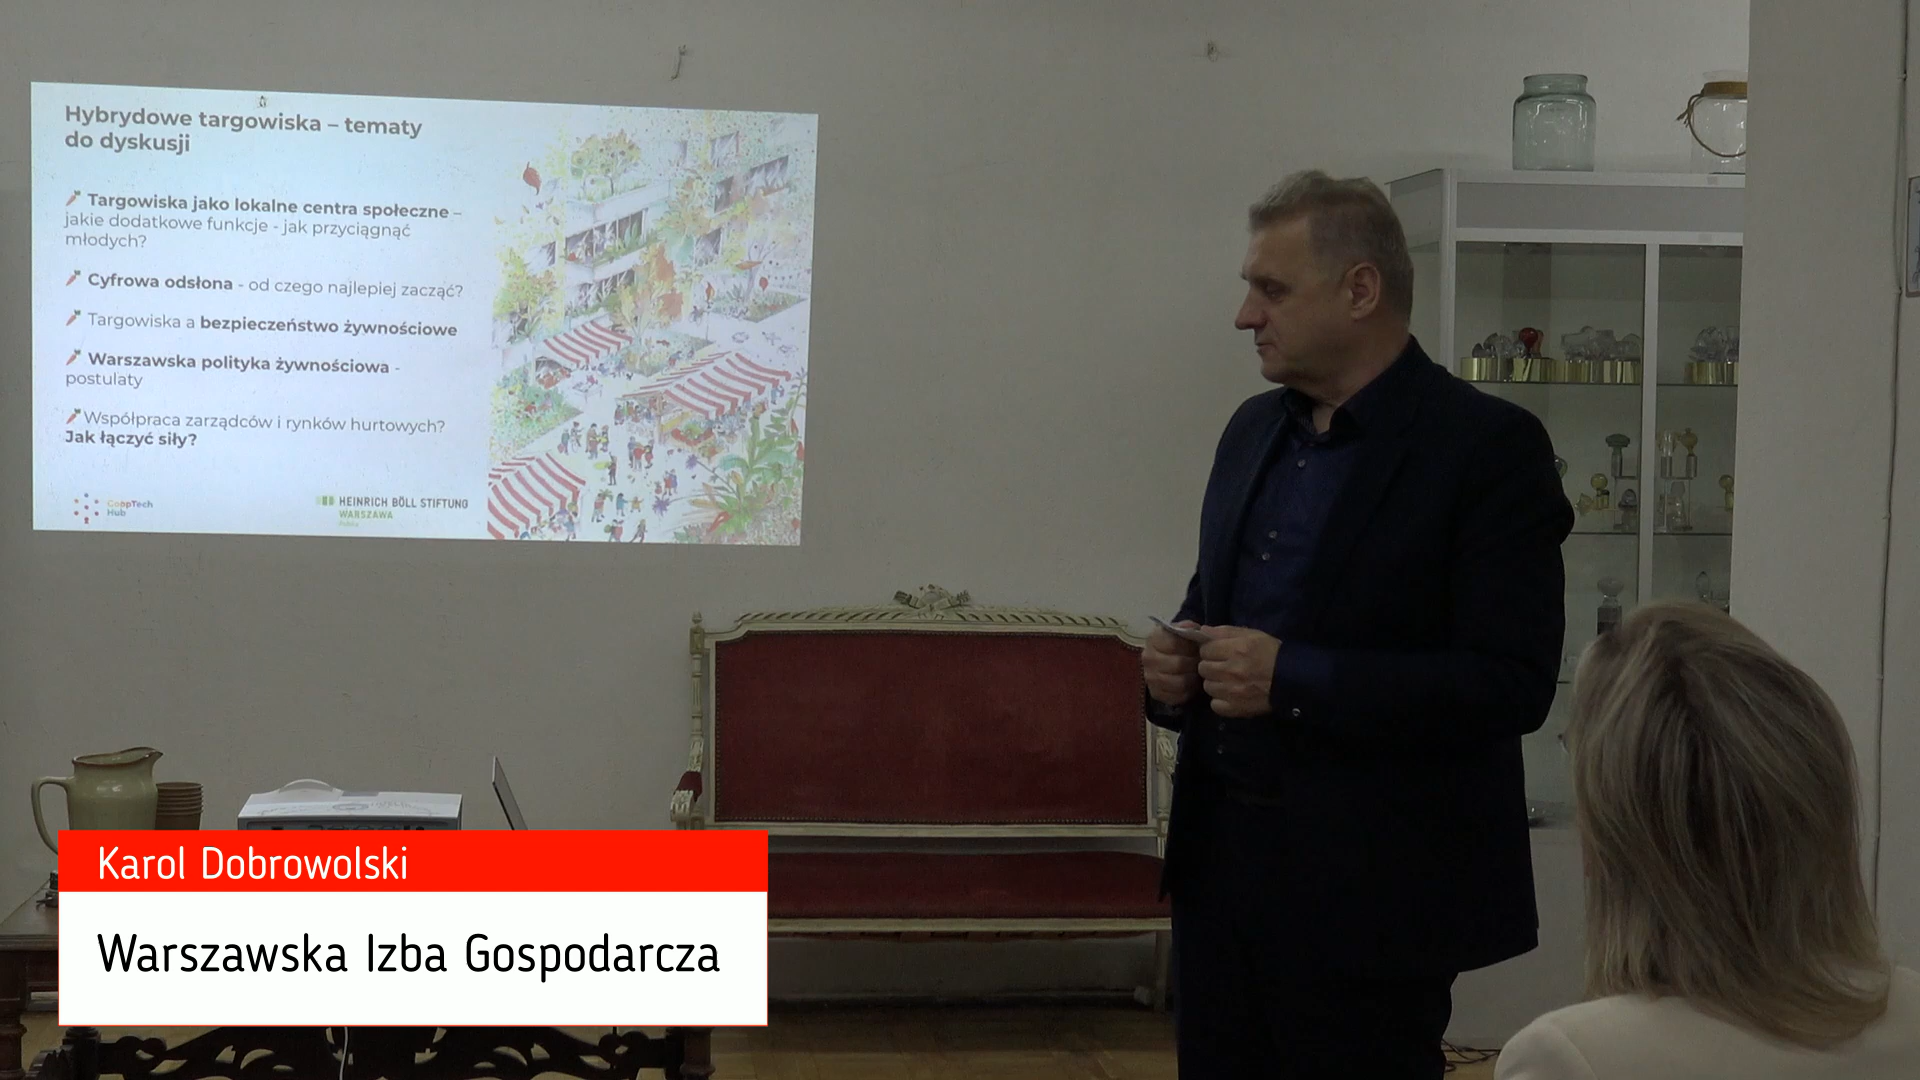 Hybrydowe targowiska – tematy
do dyskusji
Targowiska jako lokalne centra społeczne –
jakie dodatkowe funkcje - jak przyciągnąć
młodych?
Cyfrowa odsłona - od czego najlepiej zacząć?
Targowiska a bezpieczeństwo żywnościowe
Warszawska polityka żywnościowa -
postulaty
Współpraca zarządców i rynków hurtowych?
Jak łączyć siły?
CoopTech
Hub
HEINRICH BÖLL STIFTUNG
WARSZAWA
Karol Dobrowolski
Warszawska Izba Gospodarcza